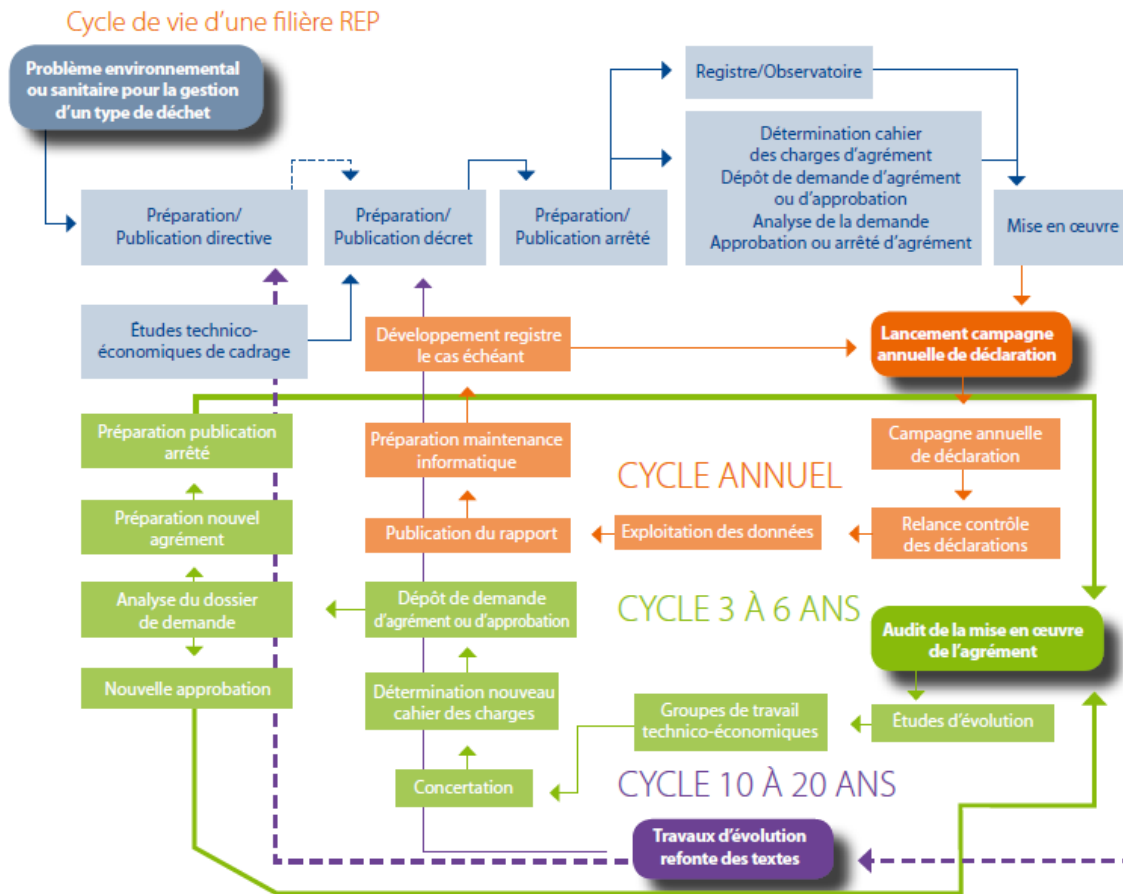 Cycle de vie d’une filière REP
Problème environnemental
ou sanitaire pour la gestion
d’un type de déchet
Registre/Observatoire
Détermination cahier
des charges d’agrément
Dépôt de demande d’agrément
ou d’approbation
Analyse de la demande
Approbation ou arrêté d’agrément
Préparation/
Publication directive
Préparation/
Publication décret
Préparation/
Publication arrêté
Mise en œuvre
Études technico-
économiques de cadrage
Développement registre
le cas échéant
Lancement campagne
annuelle de déclaration
Préparation publication
arrêté
Préparation maintenance
informatique
Campagne annuelle
de déclaration
CYCLE ANNUEL
Préparation nouvel
agrément
Publication du rapport
Exploitation des données
Relance contrôle
des déclarations
Analyse du dossier
de demande
Dépôt de demande
d’agrément ou d’approbation
CYCLE 3 À 6 ANS
Audit de la mise en œuvre
de l’agrément
Nouvelle approbation
Détermination nouveau
cahier des charges
Groupes de travail
technico-économiques
Études d’évolution
Concertation
CYCLE 10 À 20 ANS
Travaux d’évolution
refonte des textes